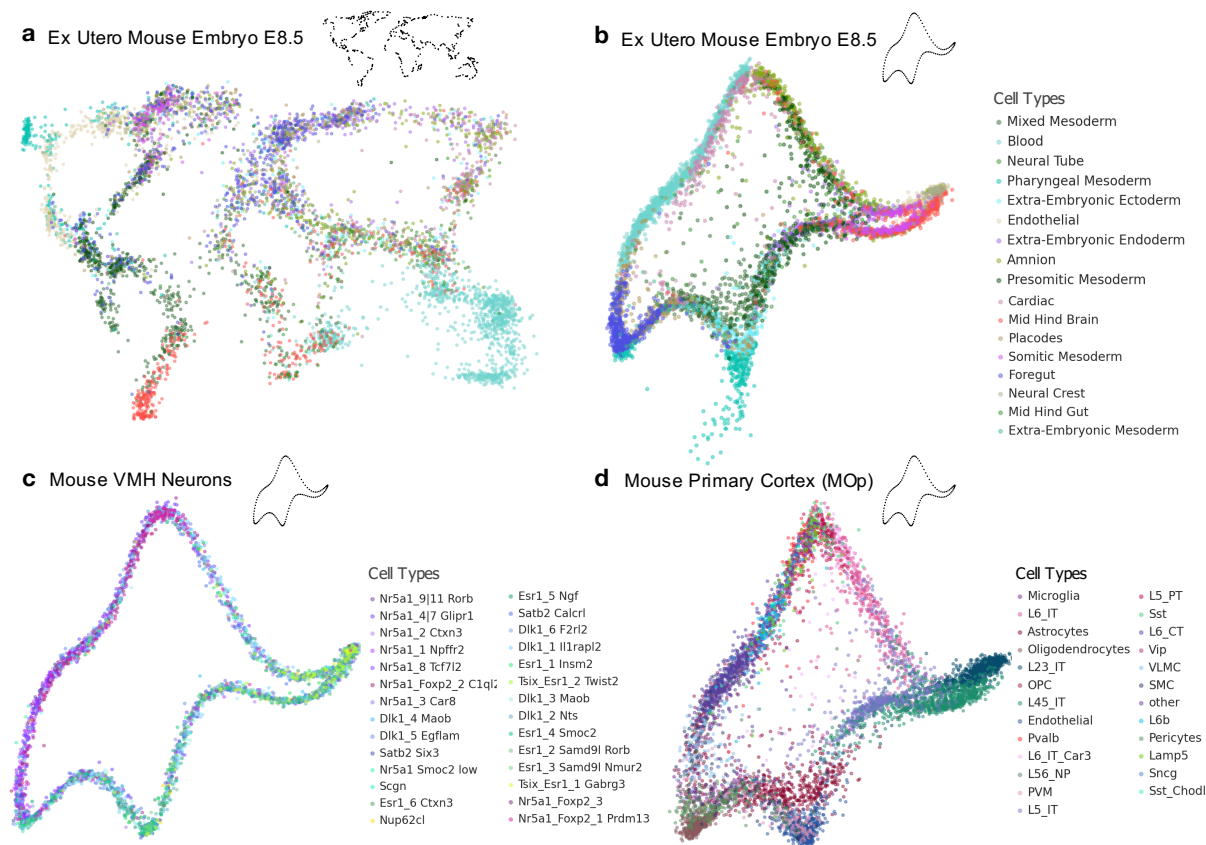 a Ex Utero Mouse Embryo E8.5
b Ex Utero Mouse Embryo E8.5
Cell Types
Mixed Mesoderm
Blood
Neural Tube
Pharyngeal Mesoderm
Extra-Embryonic Ectoderm
Endothelial
Extra-Embryonic Endoderm
Amnion
Presomitic Mesoderm
Cardiac
Mid Hind Brain
Placodes
Somitic Mesoderm
Foregut
Neural Crest
Mid Hind Gut
Extra-Embryonic Mesoderm
c Mouse VMH Neurons
Cell Types
Nr5a1_9|11 Rorb
Nr5a1_4|7 Glipr1
Nr5a1_2 Ctxn3
Nr5a1_1 Npffr2
Nr5a1_8 Tcf7l2
Nr5a1_Foxp2_2 C1ql2
Nr5a1_3 Car8
Dlk1_4 Maob
Dlk1_5 Egflam
Satb2 Six3
Nr5a1 Smoc2 low
Scgn
Esr1_6 Ctxn3
Nup62cl
Esr1_5 Ngf
Satb2 Calcrl
Dlk1_6 F2rl2
Dlk1_1 Il1rapl2
Esr1_1 Insm2
Tsix_Esr1_2 Twist2
Dlk1_3 Maob
Dlk1_2 Nts
Esr1_4 Smoc2
Esr1_2 Samd9l Rorb
Esr1_3 Samd9l Nmur2
Tsix_Esr1_1 Gabrg3
Nr5a1_Foxp2_3
Nr5a1_Foxp2_1 Prdm13
d Mouse Primary Cortex (MOp)
Cell Types
Microglia
L6_IT
Astrocytes
Oligodendrocytes
L23_IT
OPC
L45_IT
Endothelial
Pvalb
L6_IT_Car3
L56_NP
PVM
L5_IT
L5_PT
Sst
L6_CT
Vip
VLMC
SMC
other
L6b
Pericytes
Lamp5
Sncg
Sst_Chodl